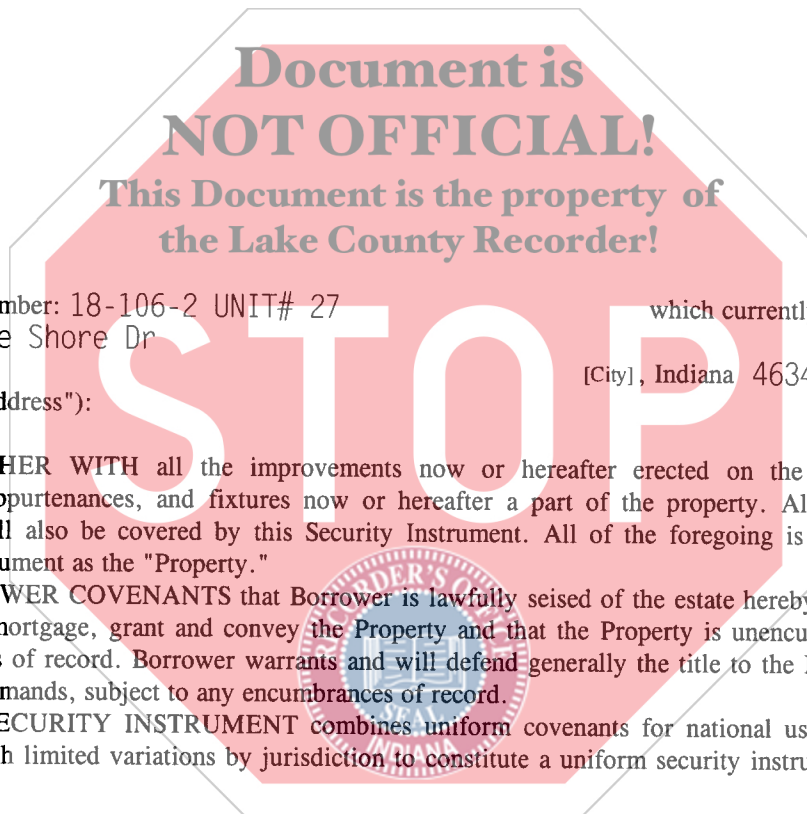 Document is
NOT OFFICIAL!
This Document is the property of
the Lake County Recorder!
mber: 18-106-2 UNIT# 27 which currentl
e Shore Dr
[City], Indiana 4634
ddress"):
STOP
HER WITH all the improvements now or hereafter erected on the
ppurtenances, and fixtures now or hereafter a part of the property. Al
ll also be covered by this Security Instrument. All of the foregoing is
ument as the "Property."
WER COVENANTS that Borrower is lawfully seised of the estate hereby
nortgage, grant and convey the Property and that the Property is unencu
s of record. Borrower warrants and will defend generally the title to the
mands, subject to any encumbrances of record.
ECURITY INSTRUMENT combines uniform covenants for national us
h limited variations by jurisdiction to constitute a uniform security instru
RECORDER'S OFFICE
SEAL
INDIANA